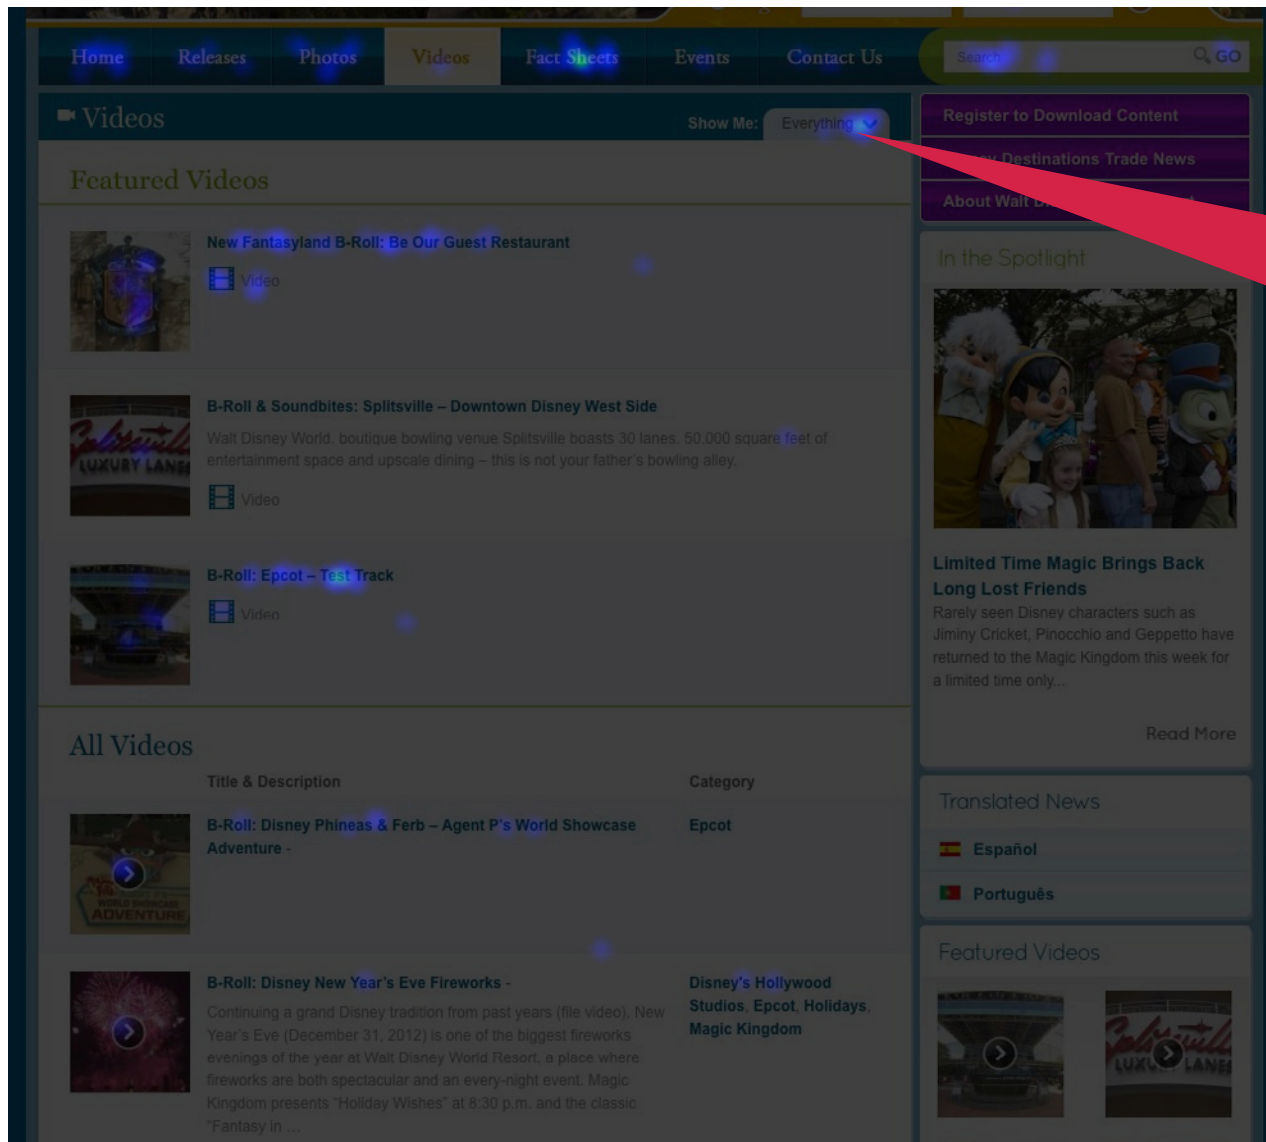 Home Releases Photos Videos Fact Sheets Events Contact Us
Search GO
Videos
Show Me: Everything
Featured Videos
New Fantasyland B-Roll: Be Our Guest Restaurant
Video
B-Roll & Soundbites: Splitsville – Downtown Disney West Side
Walt Disney World. boutique bowling venue Splitsville boasts 30 lanes, 50,000 square feet of
entertainment space and upscale dining – this is not your father's bowling alley.
Video
Splitsville
LUXURY LANES
B-Roll: Epcot – Test Track
Video
All Videos
Title & Description Category
B-Roll: Disney Phineas & Ferb – Agent P's World Showcase
Adventure -
Epcot
WORLD SHOWCASE
ADVENTURE
B-Roll: Disney New Year's Eve Fireworks -
Continuing a grand Disney tradition from past years (file video), New
Year's Eve (December 31, 2012) is one of the biggest fireworks
evenings of the year at Walt Disney World Resort, a place where
fireworks are both spectacular and an every-night event. Magic
Kingdom presents "Holiday Wishes" at 8:30 p.m. and the classic
"Fantasy in ...
Disney's Hollywood
Studios, Epcot, Holidays,
Magic Kingdom
Register to Download Content
Destinations Trade News
About Walt
In the Spotlight
Limited Time Magic Brings Back
Long Lost Friends
Rarely seen Disney characters such as
Jiminy Cricket, Pinocchio and Geppetto have
returned to the Magic Kingdom this week for
a limited time only...
Read More
Translated News
Español
Português
Featured Videos
LUXURY LANES